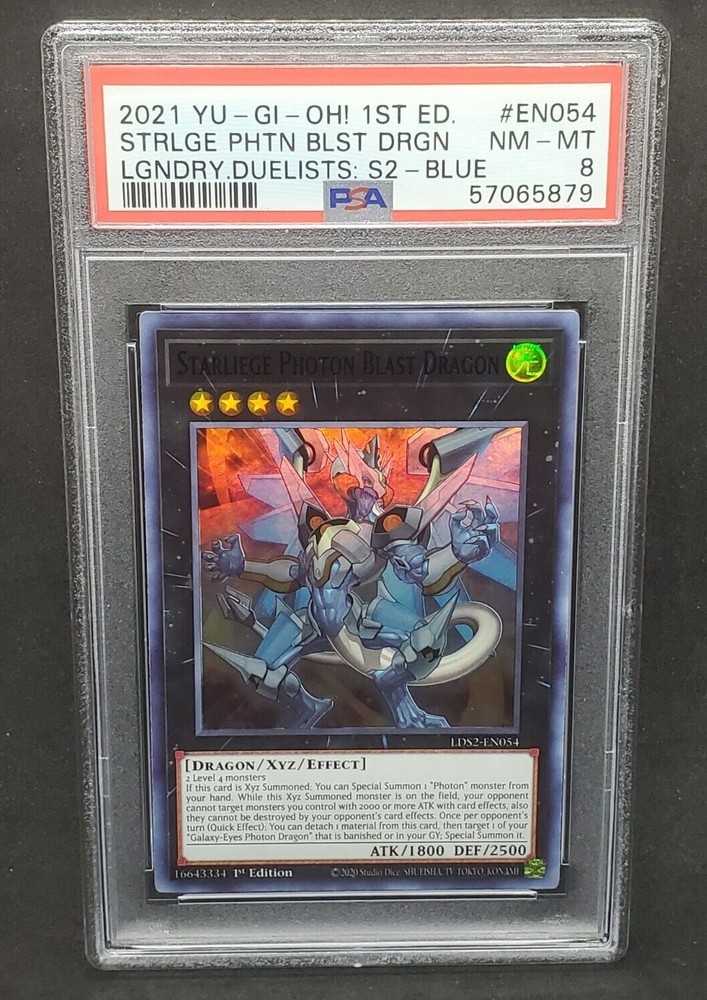 2021 YU-GI-OH! 1ST ED. #EN054
STRLGE PHTN BLST DRGN NM-MT
LGNDRY.DUELISTS: S2-BLUE 8
PSA 57065879
STARLIEGE PHOTON BLAST DRAGON 光
LDS2-EN054
[DRAGON/XYZ/EFFECT]
2 Level 4 monsters
If this card is Xyz Summoned: You can Special Summon 1 "Photon" monster from
your hand. While this Xyz Summoned monster is on the field, your opponent
cannot target monsters you control with 2000 or more ATK with card effects, also
they cannot be destroyed by your opponent's card effects. Once per opponent's
turn (Quick Effect): You can detach 1 material from this card, then target 1 of your
"Galaxy-Eyes Photon Dragon" that is banished or in your GY; Special Summon it.
ATK/1800 DEF/2500
16643334 1st Edition ©2020 Studio Dice/SHUEISHA, TV TOKYO, KONAMI